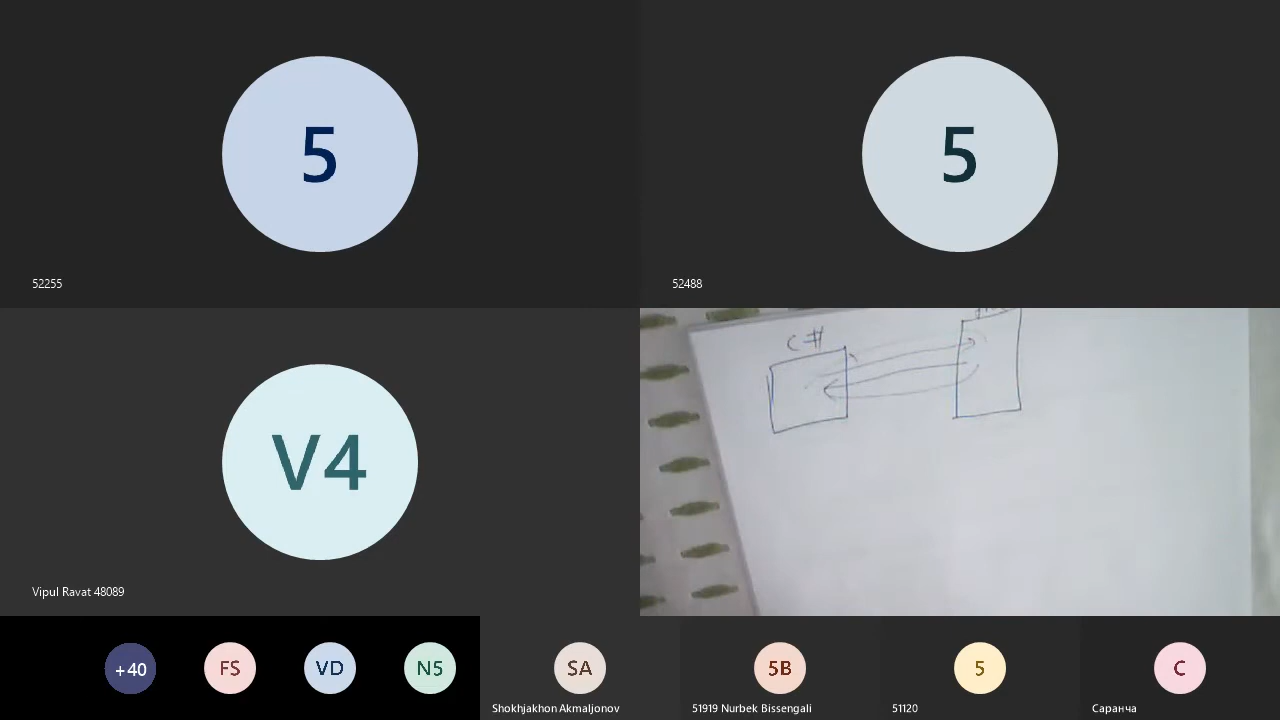 5
52255
5
52488
V4
Vipul Ravat 48089
C#
+40
FS
VD
N5
SA
Shokhjakhon Akmaljonov
5B
51919 Nurbek Bissengali
5
51120
C
Саранча